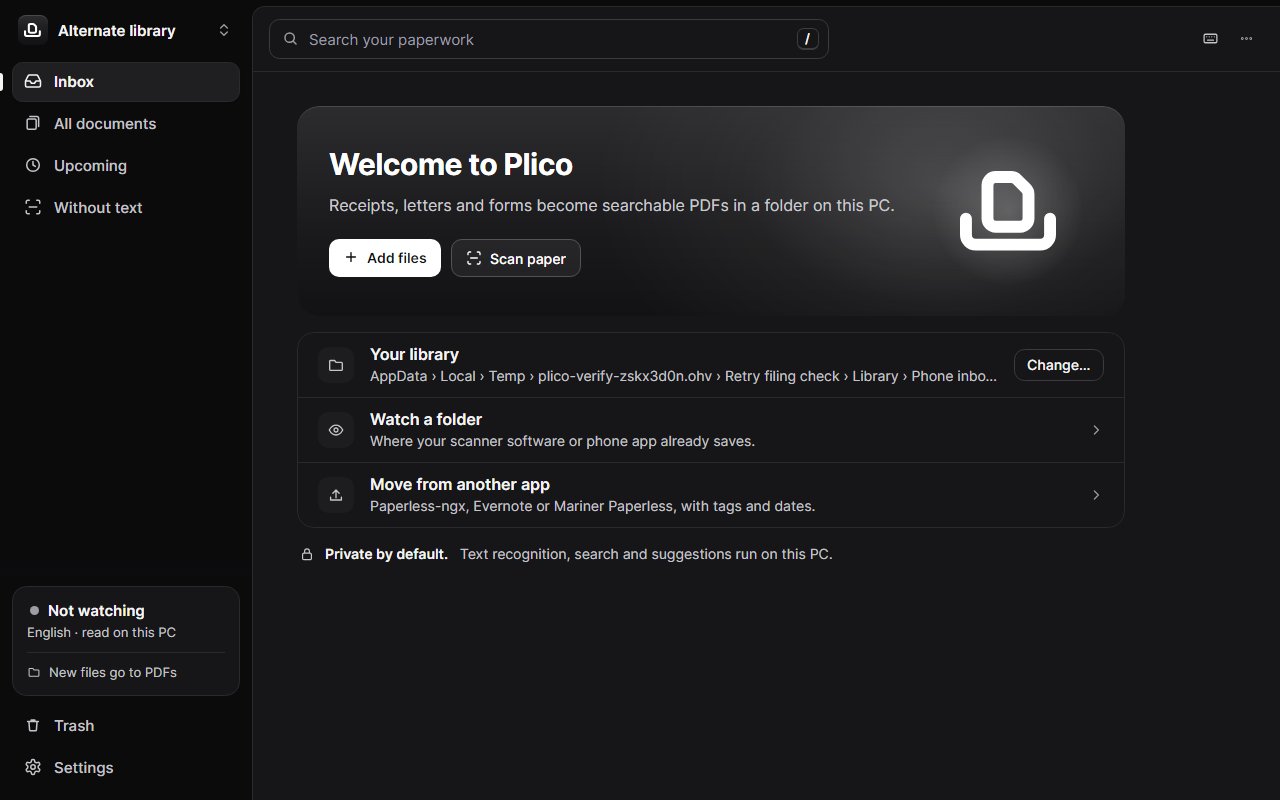 Alternate library
Search your paperwork
/
Inbox
All documents
Upcoming
Without text
Welcome to Plico
Receipts, letters and forms become searchable PDFs in a folder on this PC.
Add files
Scan paper
Your library
AppData › Local › Temp › plico-verify-zskx3d0n.ohv › Retry filing check › Library › Phone inbo...
Change...
Watch a folder
Where your scanner software or phone app already saves.
Move from another app
Paperless-ngx, Evernote or Mariner Paperless, with tags and dates.
Private by default. Text recognition, search and suggestions run on this PC.
Not watching
English · read on this PC
New files go to PDFs
Trash
Settings